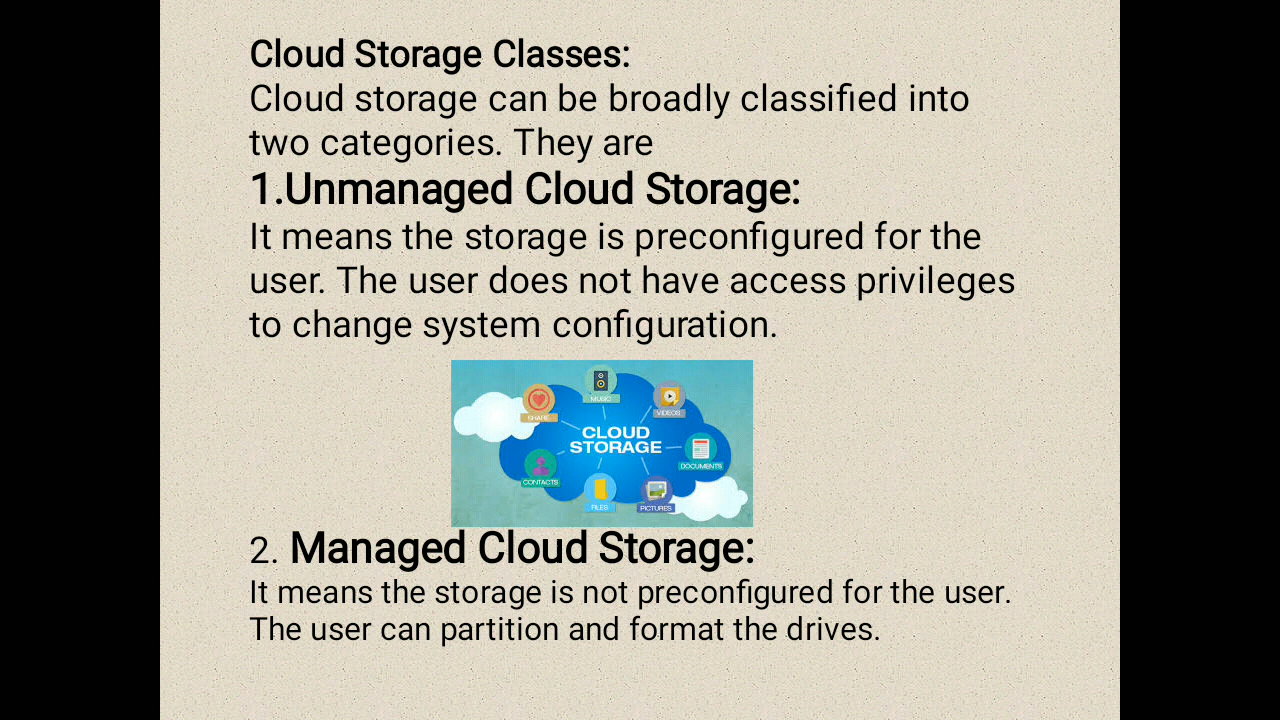 Cloud Storage Classes:
Cloud storage can be broadly classified into
two categories. They are
1.Unmanaged Cloud Storage:
It means the storage is preconfigured for the
user. The user does not have access privileges
to change system configuration.
MUSIC
SHARE
VIDEOS
CLOUD
STORAGE
DOCUMENTS
CONTACTS
FILES
PICTURES
2. Managed Cloud Storage:
It means the storage is not preconfigured for the user.
The user can partition and format the drives.